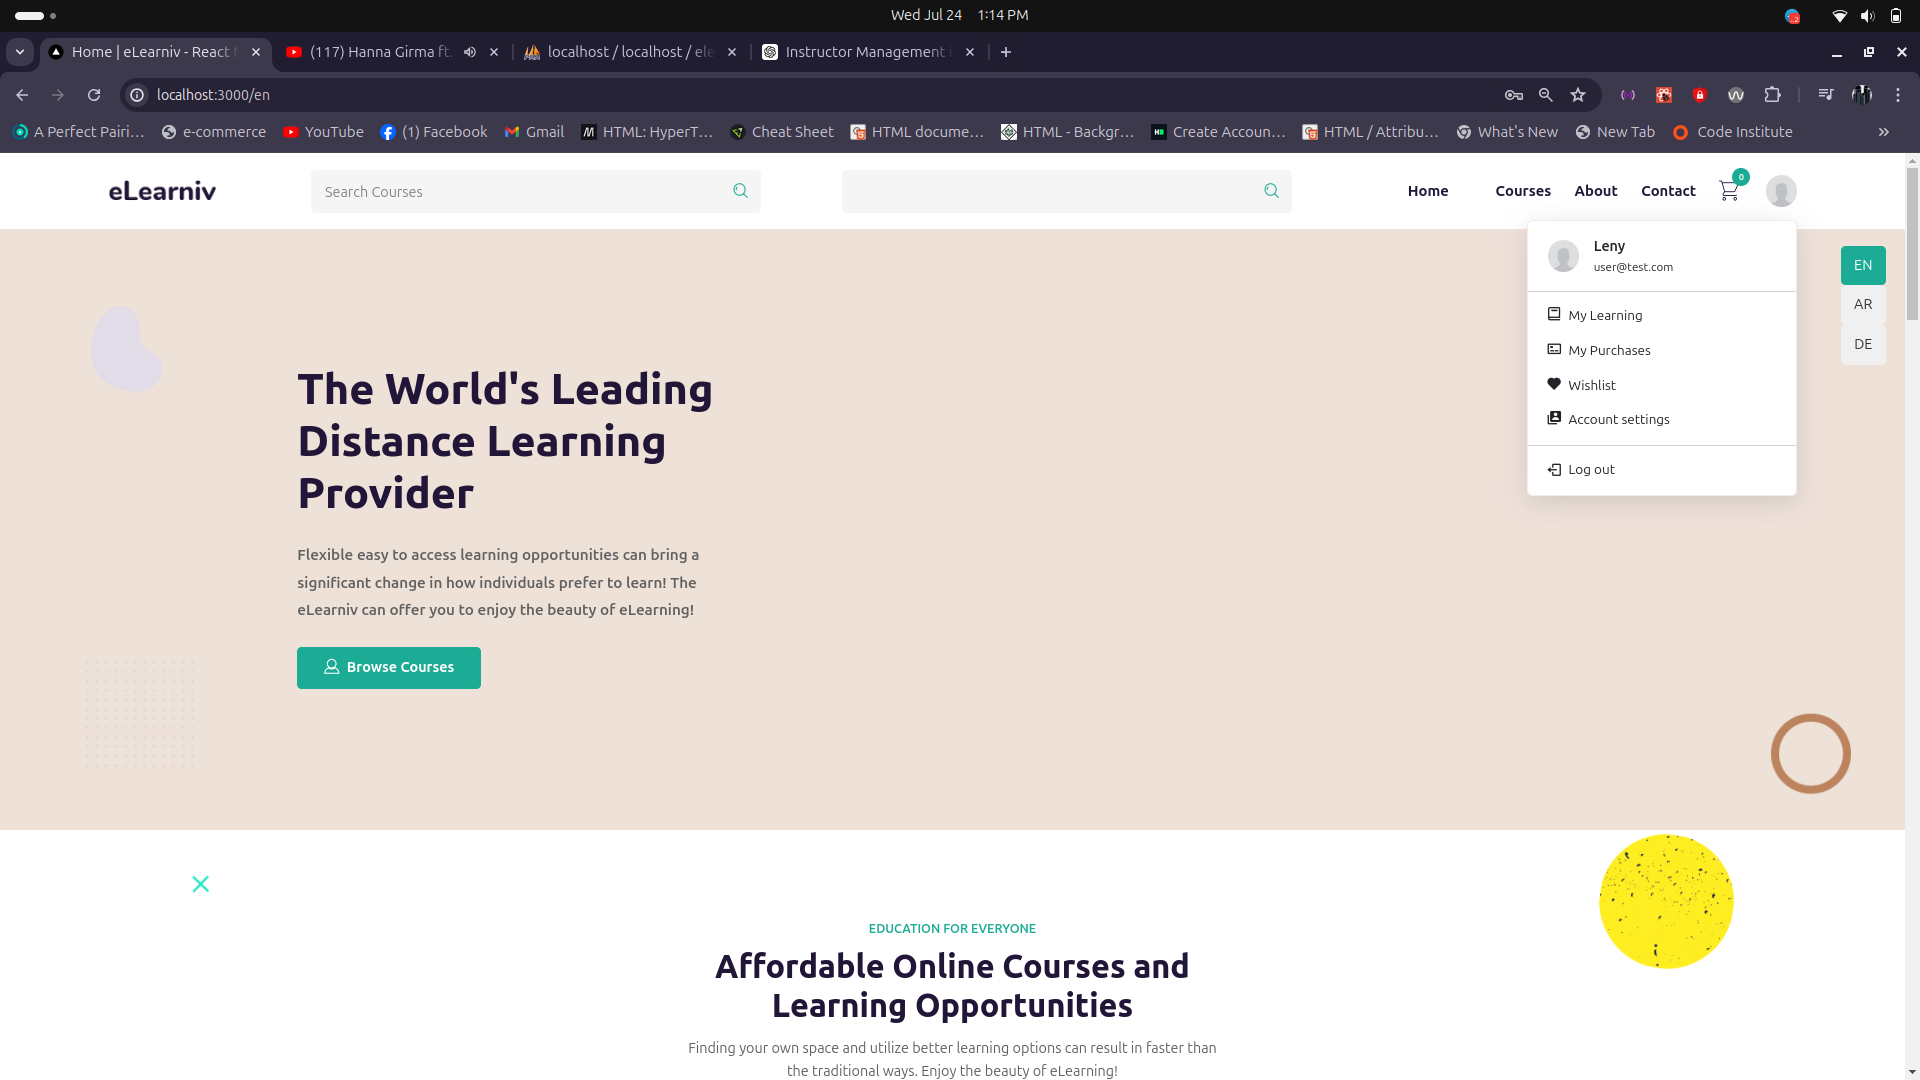 Wed Jul 24 1:14 PM
Home | eLearniv - React
(117) Hanna Girma ft.
localhost / localhost / ele
Instructor Management
localhost:3000/en
A Perfect Pairi...
e-commerce
YouTube
(1) Facebook
Gmail
HTML: HyperT...
Cheat Sheet
HTML docume...
HTML - Backgr...
Create Accoun...
HTML / Attribu...
What's New
New Tab
Code Institute
eLearniv
Search Courses
Home
Courses
About
Contact
0
Leny
user@test.com
My Learning
My Purchases
Wishlist
Account settings
Log out
EN
AR
DE
The World's Leading
Distance Learning
Provider
Flexible easy to access learning opportunities can bring a
significant change in how individuals prefer to learn! The
eLearniv can offer you to enjoy the beauty of eLearning!
Browse Courses
EDUCATION FOR EVERYONE
Affordable Online Courses and
Learning Opportunities
Finding your own space and utilize better learning options can result in faster than
the traditional ways. Enjoy the beauty of eLearning!